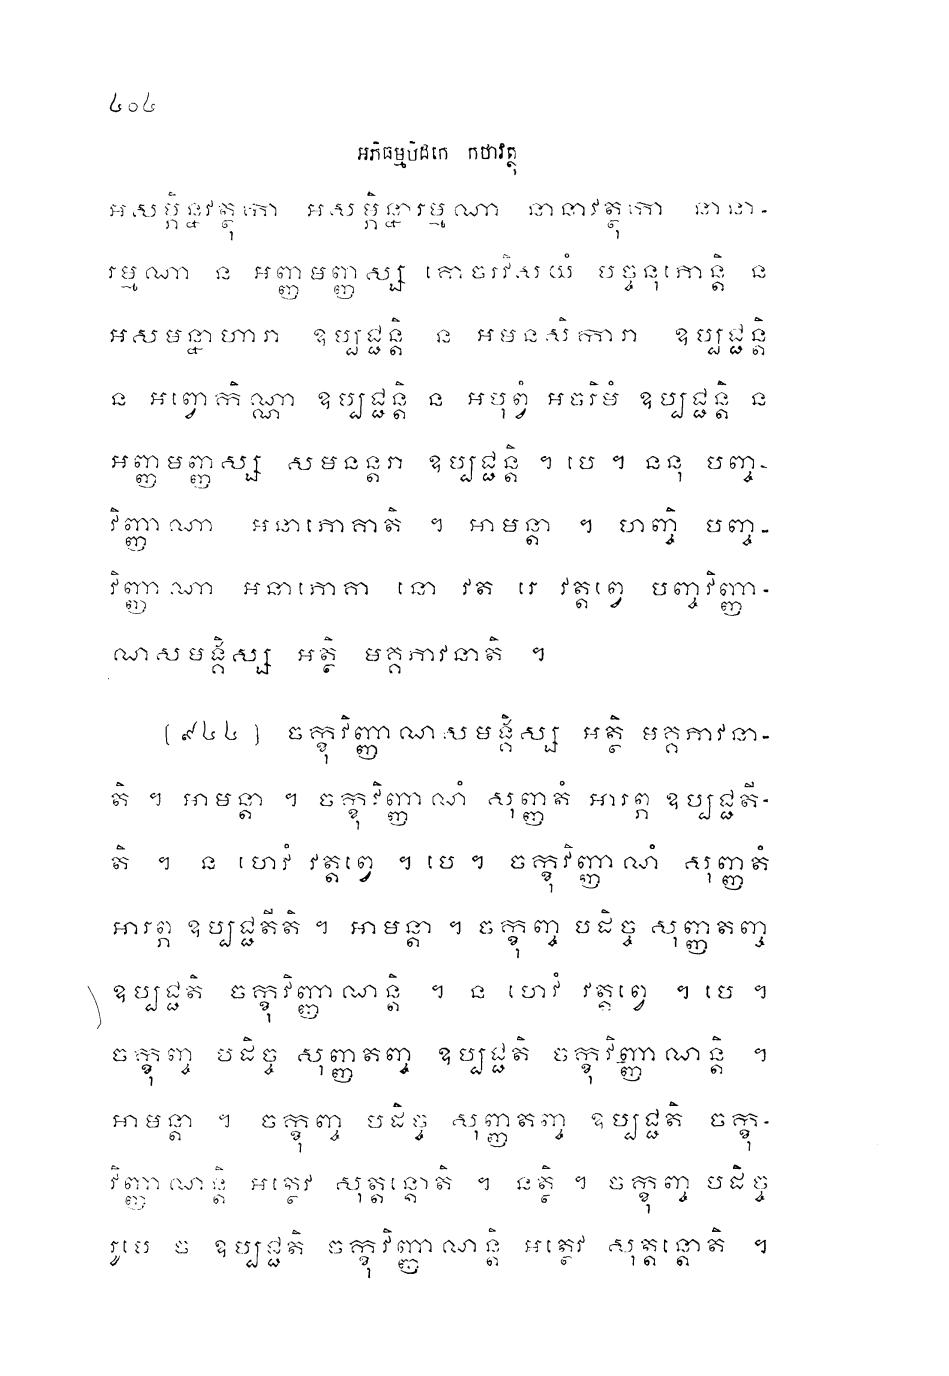 ៤០៤
អភិធម្មបិដកេ កថាវត្ថុ
អសម្ភិន្នវត្ថុកា អសម្ភិន្នារម្មណា នានាវត្ថុកា នានា-
រម្មណា ន អញ្ញមញ្ញស្ស គោចរវិសយំ បច្ចនុភោន្តិ ន
អសមន្នាហារា ឧប្បជ្ជន្តិ ន អមនសិការា ឧប្បជ្ជន្តិ
ន អព្វោកិណ្ណា ឧប្បជ្ជន្តិ ន អបុព្វំ អចរិមំ ឧប្បជ្ជន្តិ ន
អញ្ញមញ្ញស្ស សមនន្តរា ឧប្បជ្ជន្តិ ។ បេ ។ ននុ បញ្ច-
វិញ្ញាណា អនាភោគាតិ ។ អាមន្តា ។ ហញ្ចិ បញ្ច-
វិញ្ញាណា អនាភោគា នោ វត រេ វត្តព្វេ បញ្ចវិញ្ញា-
ណសមង្គិស្ស អត្ថិ មគ្គភាវនាតិ ។
(៩៤៤) ចក្ខុវិញ្ញាណសមង្គិស្ស អត្ថិ មគ្គភាវនា-
តិ ។ អាមន្តា ។ ចក្ខុវិញ្ញាណំ សុញ្ញតំ អារព្ភ ឧប្បជ្ជតី-
តិ ។ ន ហេវំ វត្តព្វេ ។ បេ ។ ចក្ខុវិញ្ញាណំ សុញ្ញតំ
អារព្ភ ឧប្បជ្ជតីតិ ។ អាមន្តា ។ ចក្ខុញ្ច បដិច្ច សុញ្ញតញ្ច
ឧប្បជ្ជតិ ចក្ខុវិញ្ញាណន្តិ ។ ន ហេវំ វត្តព្វេ ។ បេ ។
ចក្ខុញ្ច បដិច្ច សុញ្ញតញ្ច ឧប្បជ្ជតិ ចក្ខុវិញ្ញាណន្តិ ។
អាមន្តា ។ ចក្ខុញ្ច បដិច្ច សុញ្ញតញ្ច ឧប្បជ្ជតិ ចក្ខុ-
វិញ្ញាណន្តិ អត្ថេវ សុត្តន្តោតិ ។ នត្ថិ ។ ចក្ខុញ្ច បដិច្ច
រូបេ ច ឧប្បជ្ជតិ ចក្ខុវិញ្ញាណន្តិ អត្ថេវ សុត្តន្តោតិ ។